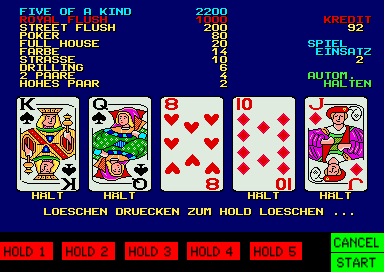 FIVE OF A KIND 2200
ROYAL FLUSH 1000 KREDIT
STREET FLUSH 200 92
POKER 80
FULL HOUSE 20 SPIEL
FARBE 14 EINSATZ
STRASSE 10 2
DRILLING 6
2 PAARE 4 AUTOM.
HOHES PAAR 2 HALTEN
K Q 8 10 J
K Q 8 10 J
HALT HALT HALT HALT
LOESCHEN DRUECKEN ZUM HOLD LOESCHEN ...
CANCEL
HOLD 1 HOLD 2 HOLD 3 HOLD 4 HOLD 5
START